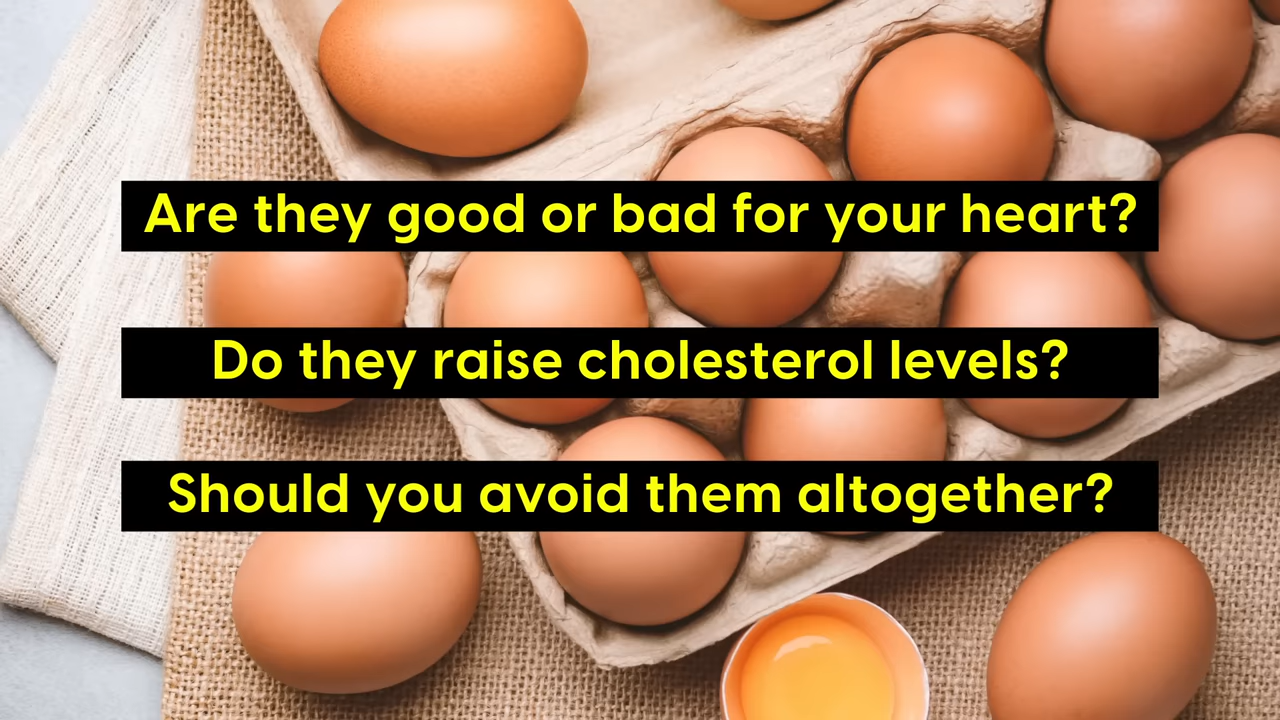 Are they good or bad for your heart?
Do they raise cholesterol levels?
Should you avoid them altogether?